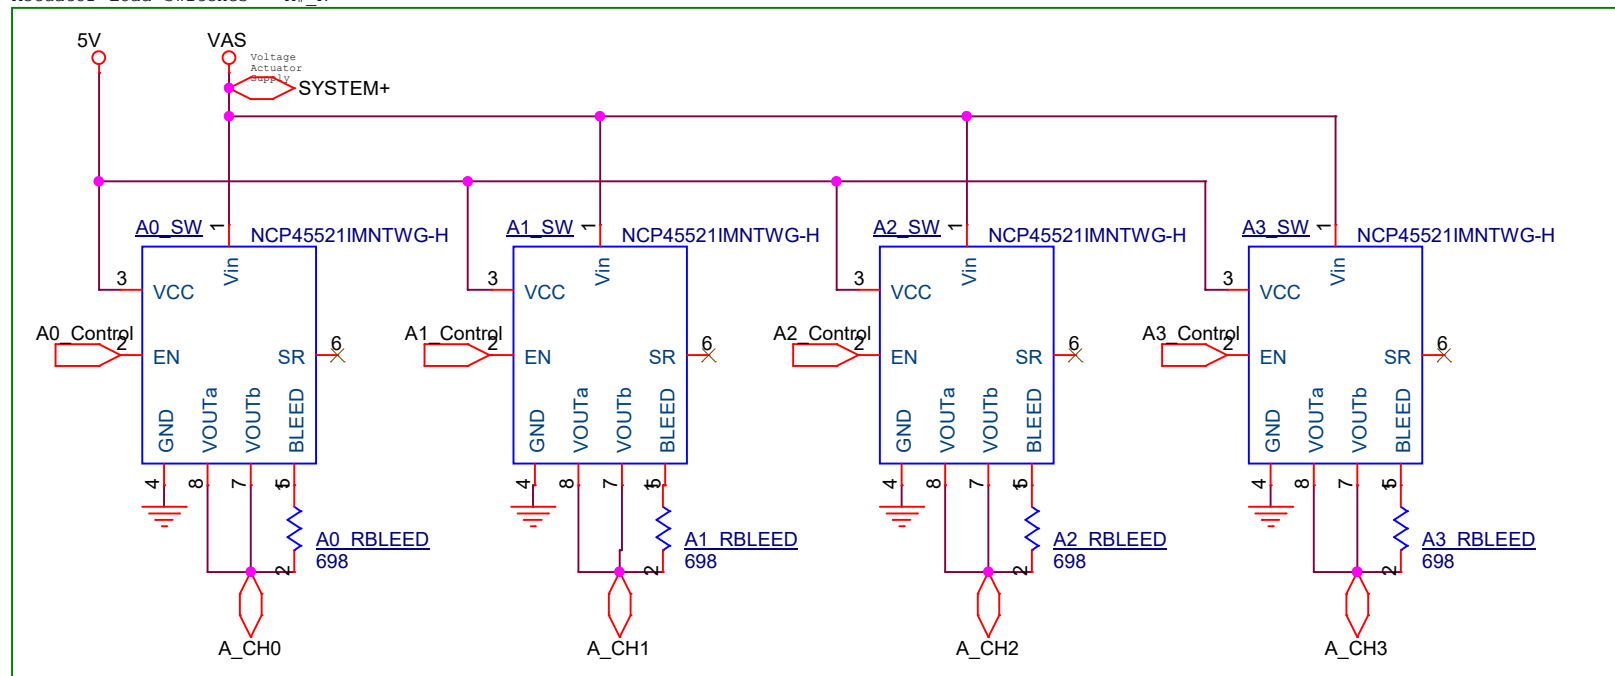 5V
VAS
Voltage
Actuator
Supply
SYSTEM+
A0_SW
1
NCP45521IMNTWG-H
A1_SW
1
NCP45521IMNTWG-H
A2_SW
1
NCP45521IMNTWG-H
A3_SW
1
NCP45521IMNTWG-H
3
VCC
Vin
3
VCC
Vin
3
VCC
Vin
3
VCC
Vin
A0_Control
2
EN
SR
6
A1_Control
2
EN
SR
6
A2_Control
2
EN
SR
6
A3_Control
2
EN
SR
6
GND
VOUTa
VOUTb
BLEED
GND
VOUTa
VOUTb
BLEED
GND
VOUTa
VOUTb
BLEED
GND
VOUTa
VOUTb
BLEED
4
8
7
5
1
4
8
7
5
1
4
8
7
5
1
4
8
7
5
1
A0_RBLEED
698
2
A1_RBLEED
698
2
A2_RBLEED
698
2
A3_RBLEED
698
2
A_CH0
A_CH1
A_CH2
A_CH3